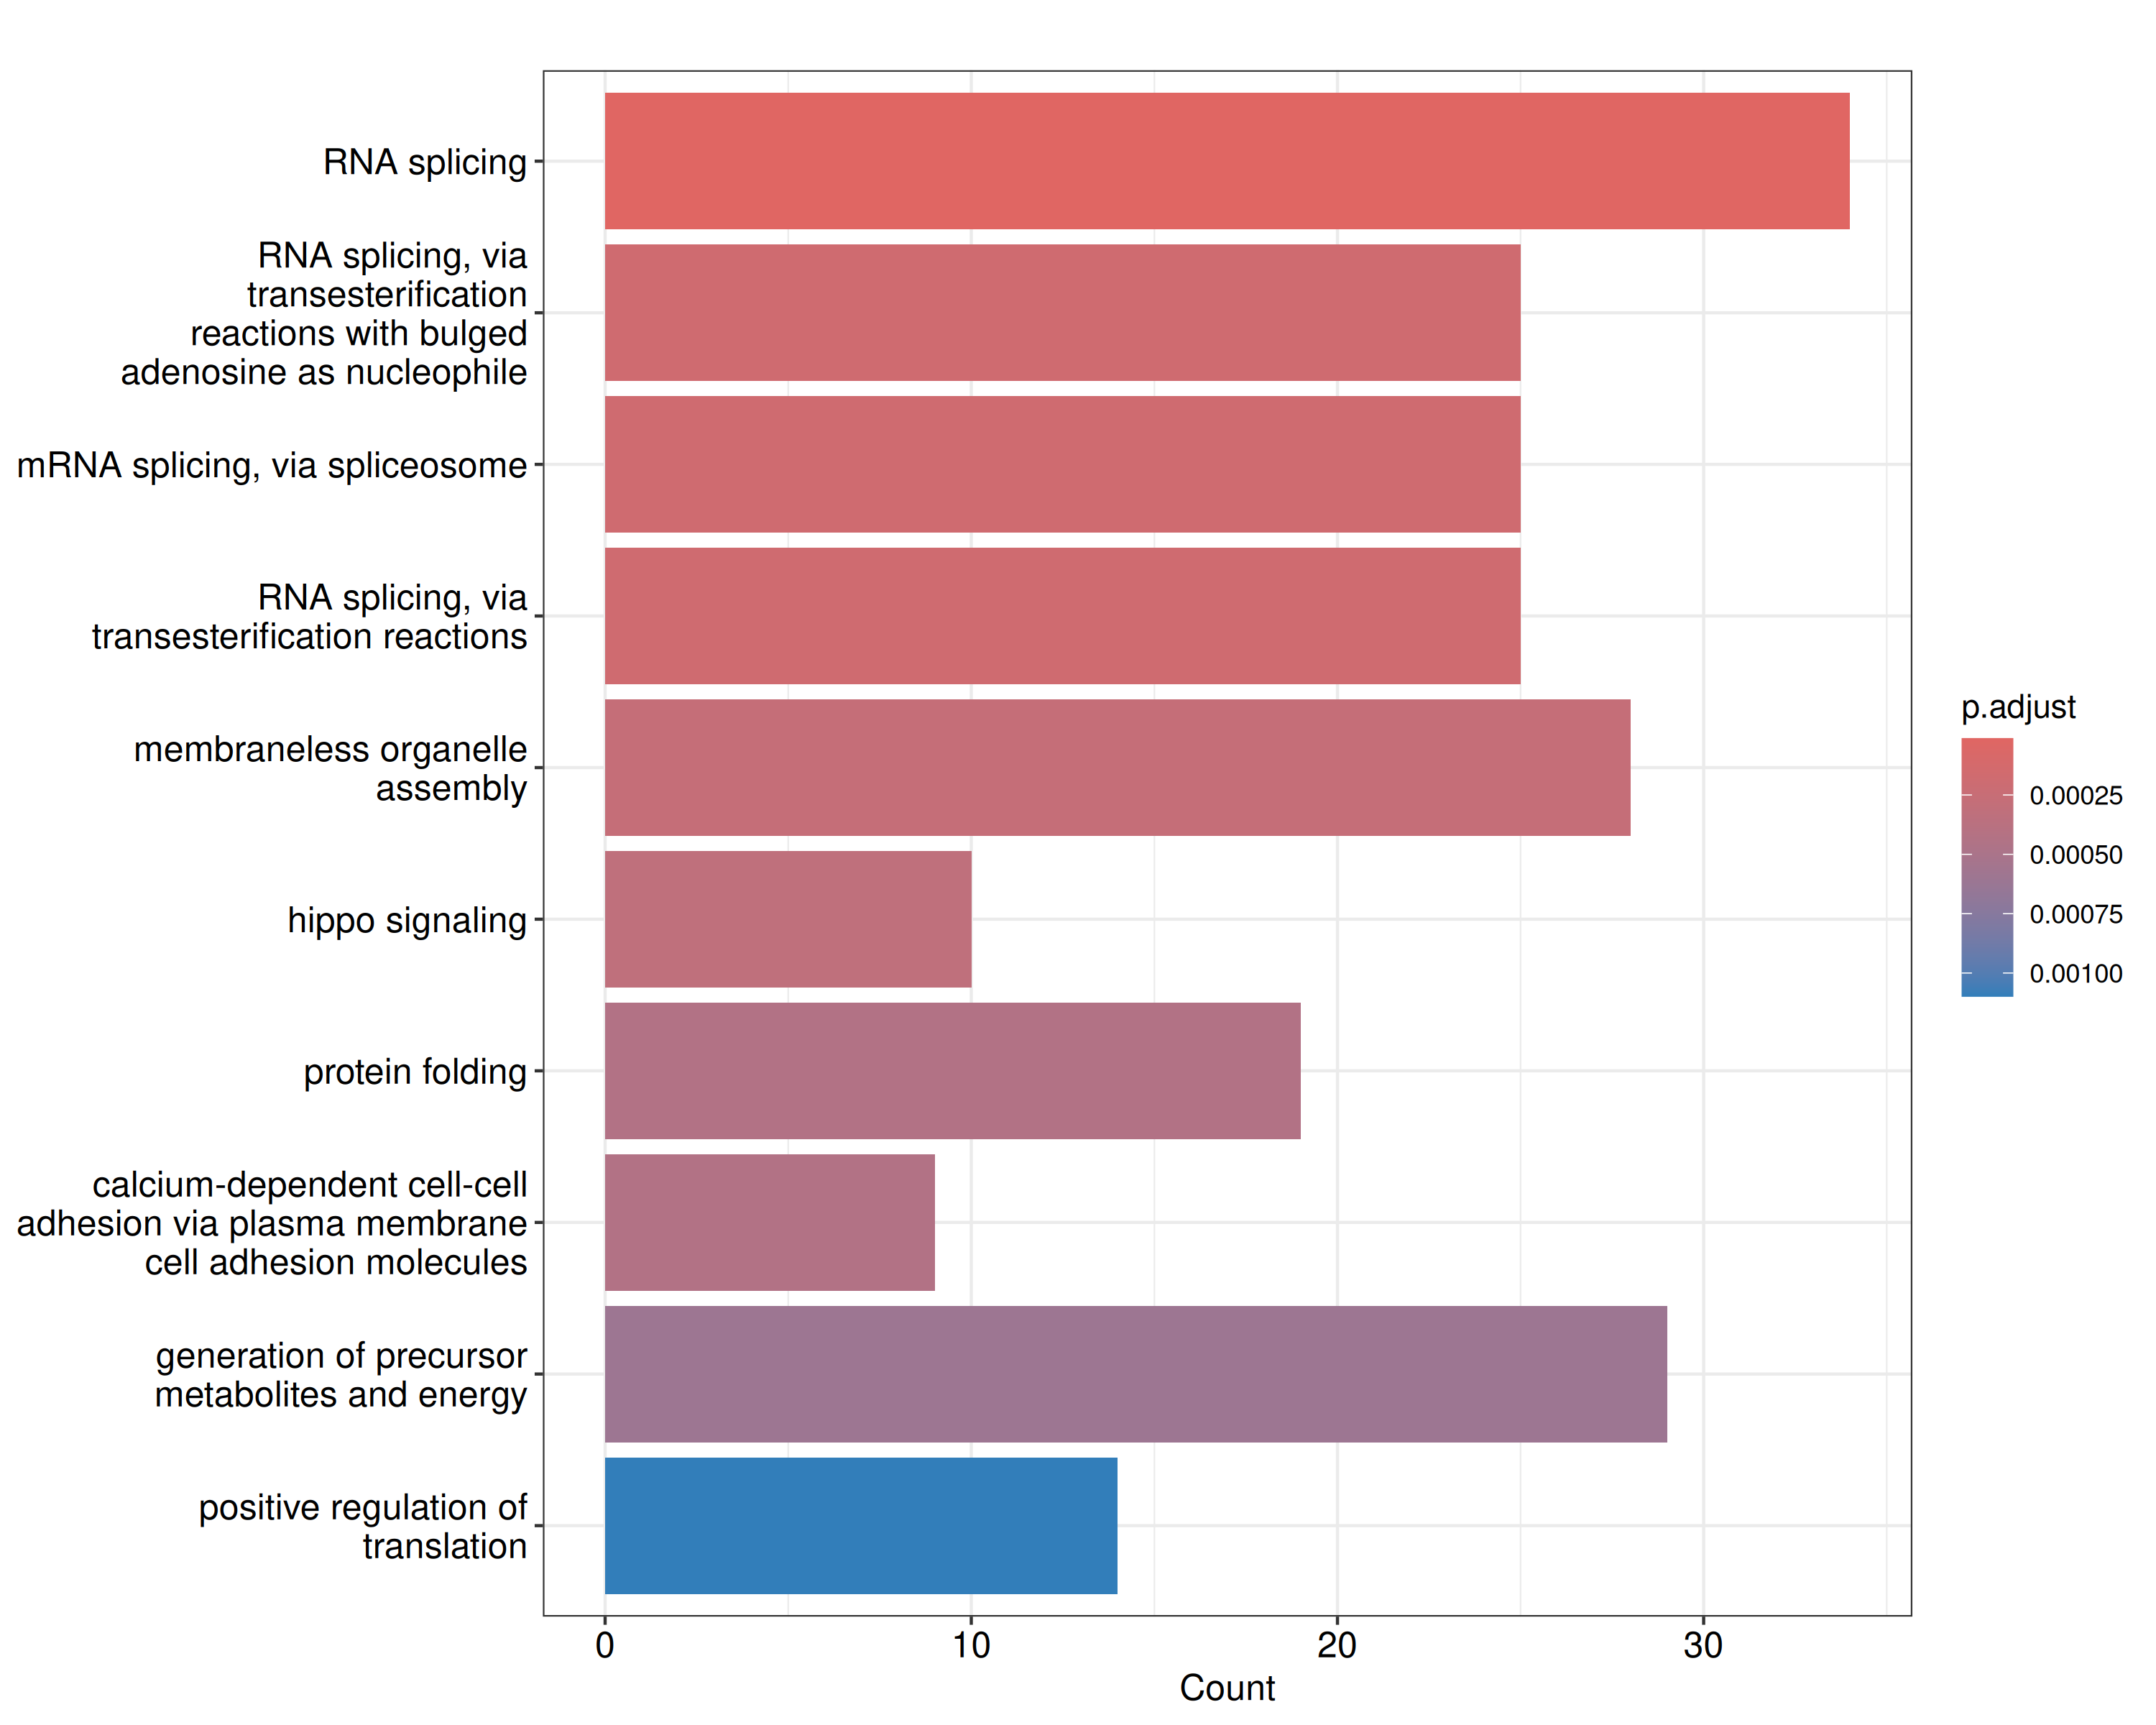 RNA splicing
RNA splicing, via
transesterification
reactions with bulged
adenosine as nucleophile
mRNA splicing, via spliceosome
RNA splicing, via
transesterification reactions
membraneless organelle
assembly
hippo signaling
protein folding
calcium-dependent cell-cell
adhesion via plasma membrane
cell adhesion molecules
generation of precursor
metabolites and energy
positive regulation of
translation
0 10 20 30
Count
p.adjust
0.00025
0.00050
0.00075
0.00100